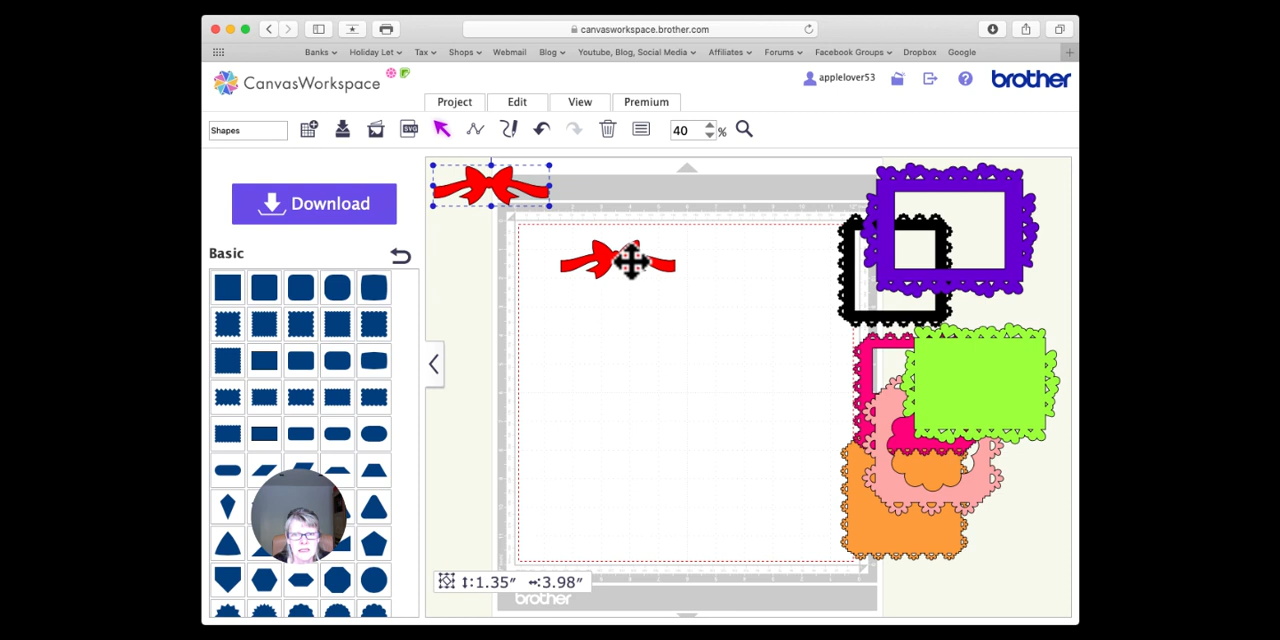 canvasworkspace.brother.com
Banks Holiday Let Tax Shops Webmail Blog Youtube, Blog, Social Media Affiliates Forums Facebook Groups Dropbox Google
CanvasWorkspace
applelover53
brother
Project Edit View Premium
Shapes
SVG
40 %
Download
Basic
1.35" 3.98"
brother